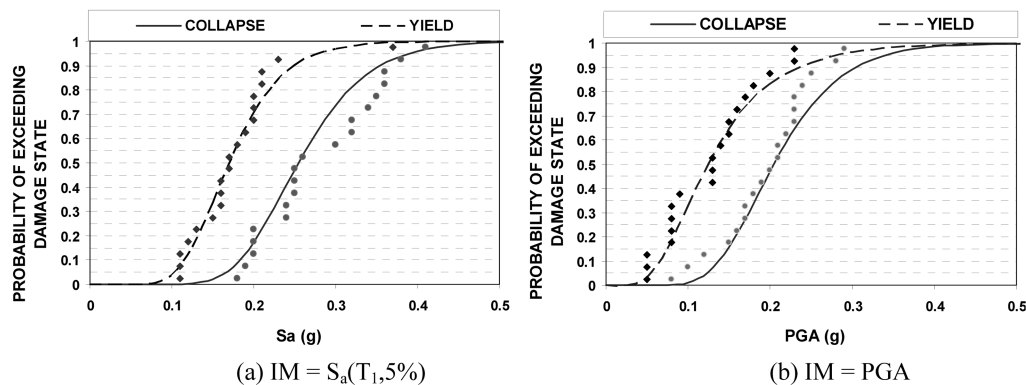 COLLAPSE YIELD
PROBABILITY OF EXCEEDING
DAMAGE STATE
1
0.9
0.8
0.7
0.6
0.5
0.4
0.3
0.2
0.1
0
0 0.1 0.2 0.3 0.4 0.5
Sa (g)
(a) IM = Sa(T1,5%)
COLLAPSE YIELD
PROBABILITY OF EXCEEDING
DAMAGE STATE
1
0.9
0.8
0.7
0.6
0.5
0.4
0.3
0.2
0.1
0
0 0.1 0.2 0.3 0.4 0.5
PGA (g)
(b) IM = PGA